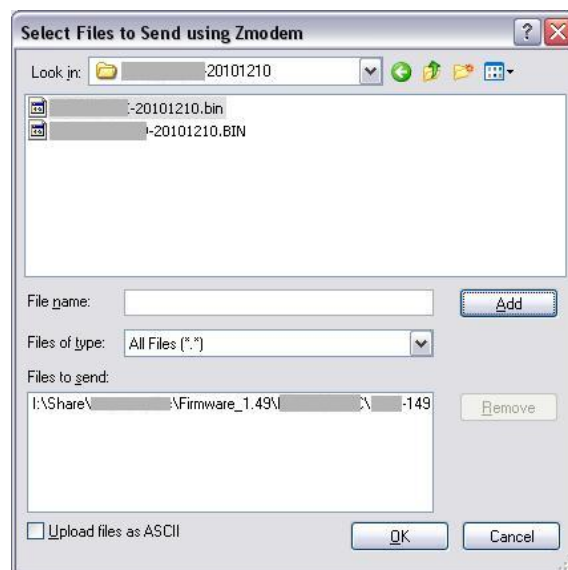 Select Files to Send using Zmodem
Look in: -20101210
-20101210.bin
-20101210.BIN
File name:
Add
Files of type: All Files (*.*)
Files to send:
I:\Share\ :\Firmware_1.49\ \ -149
Remove
Upload files as ASCII
OK
Cancel